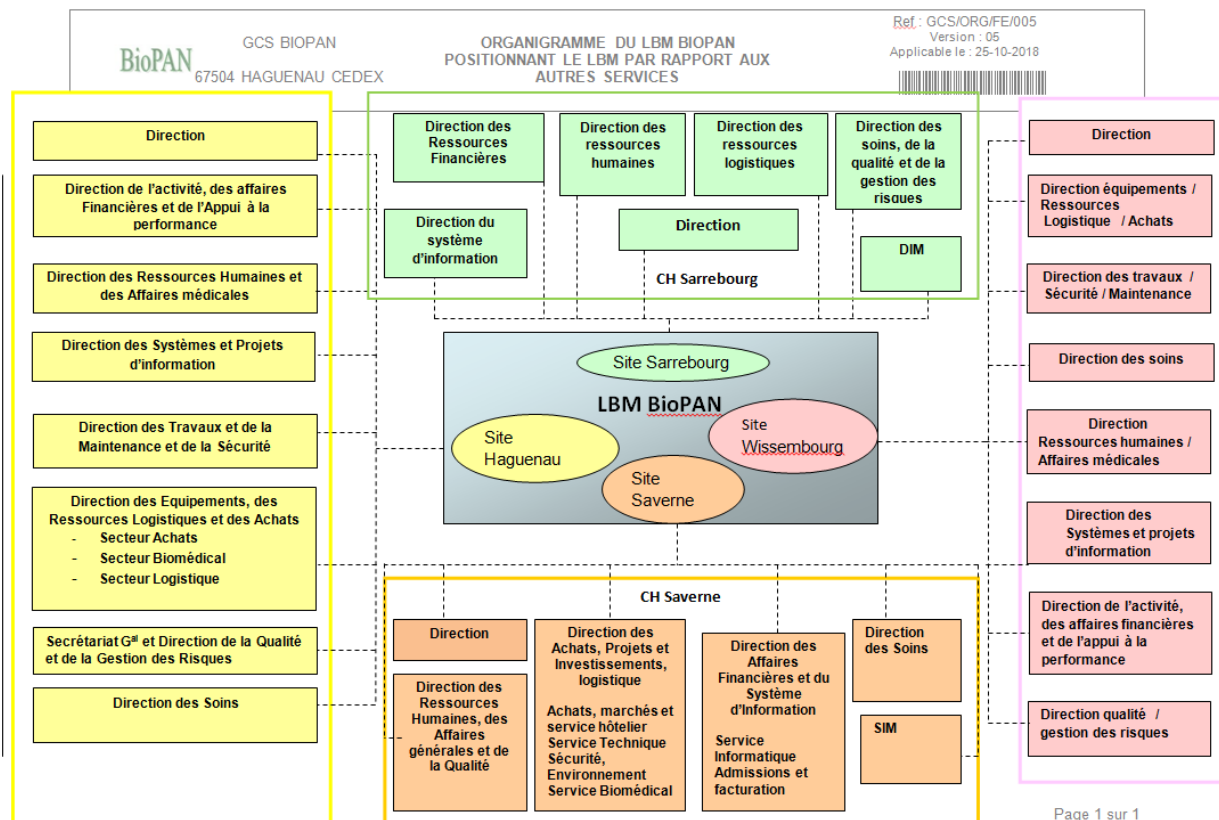 BioPAN
GCS BIOPAN
67504 HAGUENAU CEDEX
ORGANIGRAMME DU LBM BIOPAN
POSITIONNANT LE LBM PAR RAPPORT AUX
AUTRES SERVICES
Ref : GCS/ORG/FE/005
Version : 05
Applicable le : 25-10-2018
Direction
Direction de l'activité, des affaires
Financières et de l'Appui à la
performance
Direction des Ressources Humaines et
des Affaires médicales
Direction des Systèmes et Projets
d'information
Direction des Travaux et de la
Maintenance et de la Sécurité
Direction des Equipements, des
Ressources Logistiques et des Achats
- Secteur Achats
- Secteur Biomédical
- Secteur Logistique
Secrétariat Gal et Direction de la Qualité
et de la Gestion des Risques
Direction des Soins
Direction des
Ressources
Financières
Direction des
ressources
humaines
Direction des
ressources
logistiques
Direction des
soins, de la
qualité et de la
gestion des
risques
Direction du
système
d'information
Direction
DIM
CH Sarrebourg
Site Sarrebourg
LBM BioPAN
Site
Haguenau
Site
Wissembourg
Site
Saverne
CH Saverne
Direction
Direction des
Ressources
Humaines, des
Affaires
générales et de
la Qualité
Direction des
Achats, Projets et
Investissements,
logistique
Achats, marchés et
service hôtelier
Service Technique
Sécurité,
Environnement
Service Biomédical
Direction des
Affaires
Financières et du
Système
d'Information
Service
Informatique
Admissions et
facturation
Direction
des Soins
SIM
Direction
Direction équipements /
Ressources
Logistique / Achats
Direction des travaux /
Sécurité / Maintenance
Direction des soins
Direction
Ressources humaines /
Affaires médicales
Direction des
Systèmes et projets
d'information
Direction de l'activité,
des affaires financières
et de l'appui à la
performance
Direction qualité /
gestion des risques
Page 1 sur 1